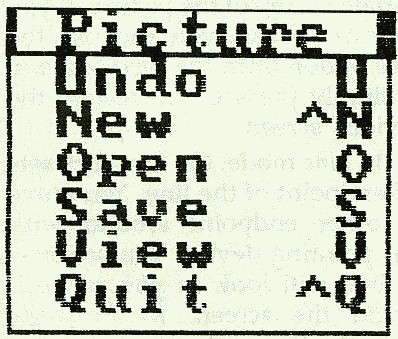 Picture
Undo U
New ^N
Open O
Save S
View V
Quit ^Q